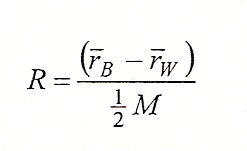 R = (r̄_B − r̄_W) / (½ M)